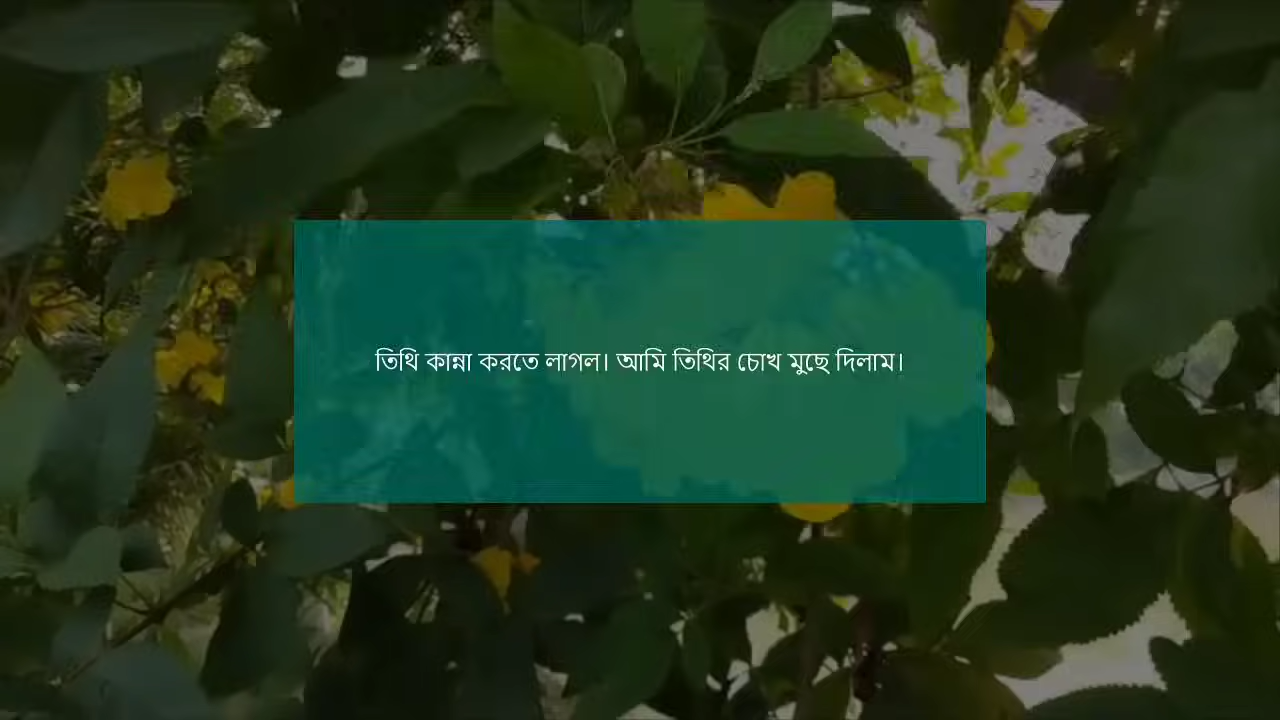 তিথি কান্না করতে লাগল। আমি তিথির চোখ মুছে দিলাম।